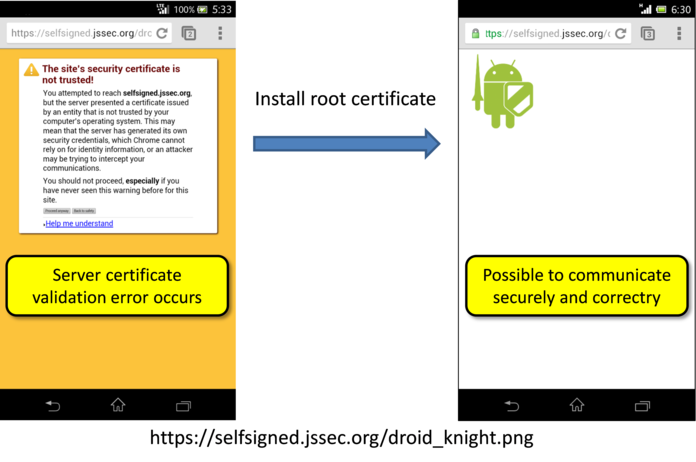 LTE 100% 5:33
https://selfsigned.jssec.org/drc
2
The site's security certificate is
not trusted!
You attempted to reach selfsigned.jssec.org,
but the server presented a certificate issued
by an entity that is not trusted by your
computer's operating system. This may
mean that the server has generated its own
security credentials, which Chrome cannot
rely on for identity information, or an attacker
may be trying to intercept your
communications.
You should not proceed, especially if you
have never seen this warning before for this
site.
Proceed anyway Back to safety
Help me understand
Server certificate
validation error occurs
Install root certificate
H 6:30
ttps://selfsigned.jssec.org/c
3
Possible to communicate
securely and correctry
https://selfsigned.jssec.org/droid_knight.png